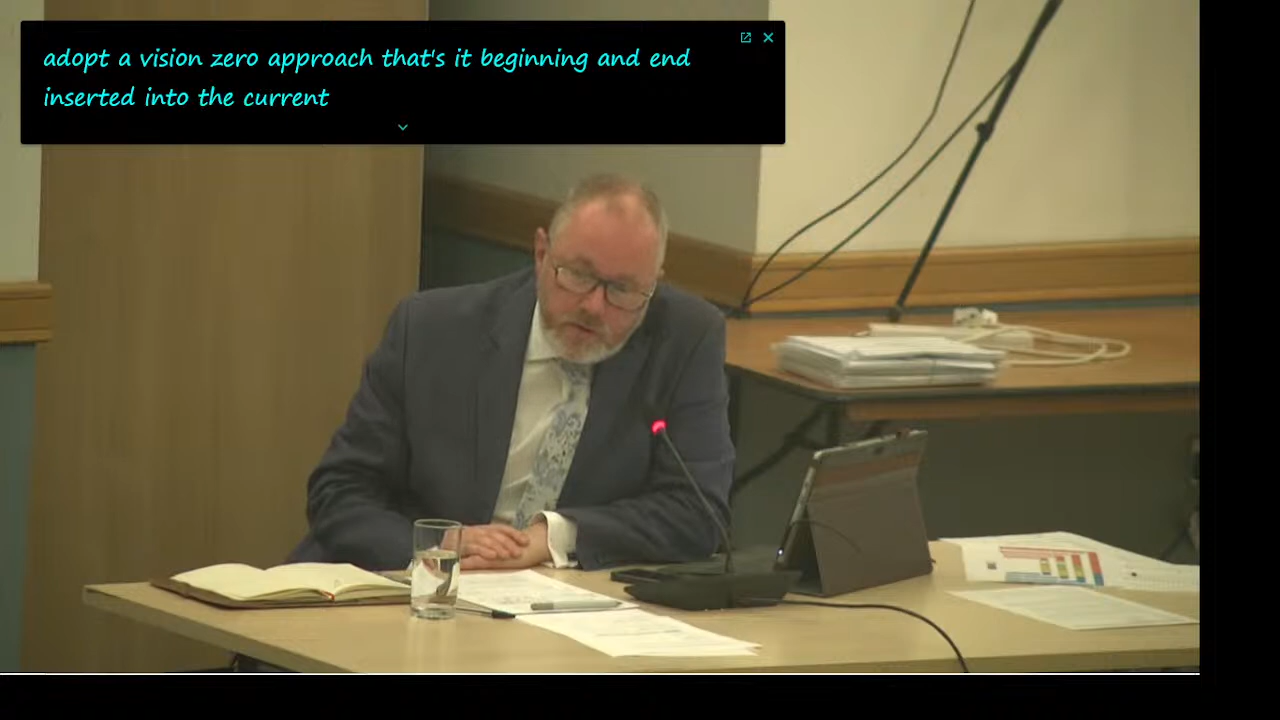 adopt a vision zero approach that's it beginning and end
inserted into the current